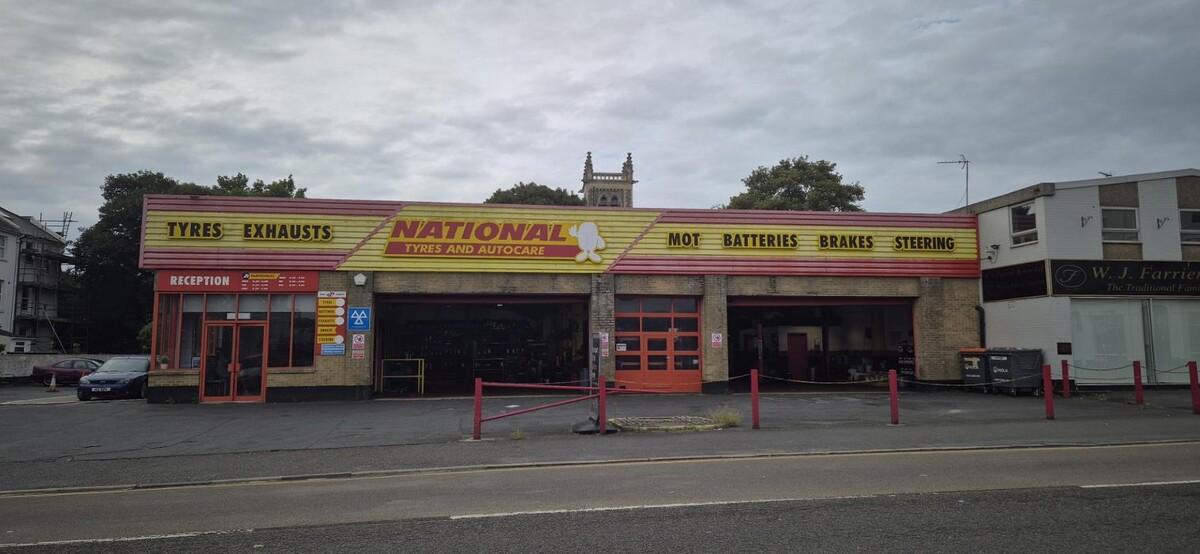 TYRES EXHAUSTS
NATIONAL
TYRES AND AUTOCARE
MOT BATTERIES BRAKES STEERING
RECEPTION
W. J. Farrier
The Traditional